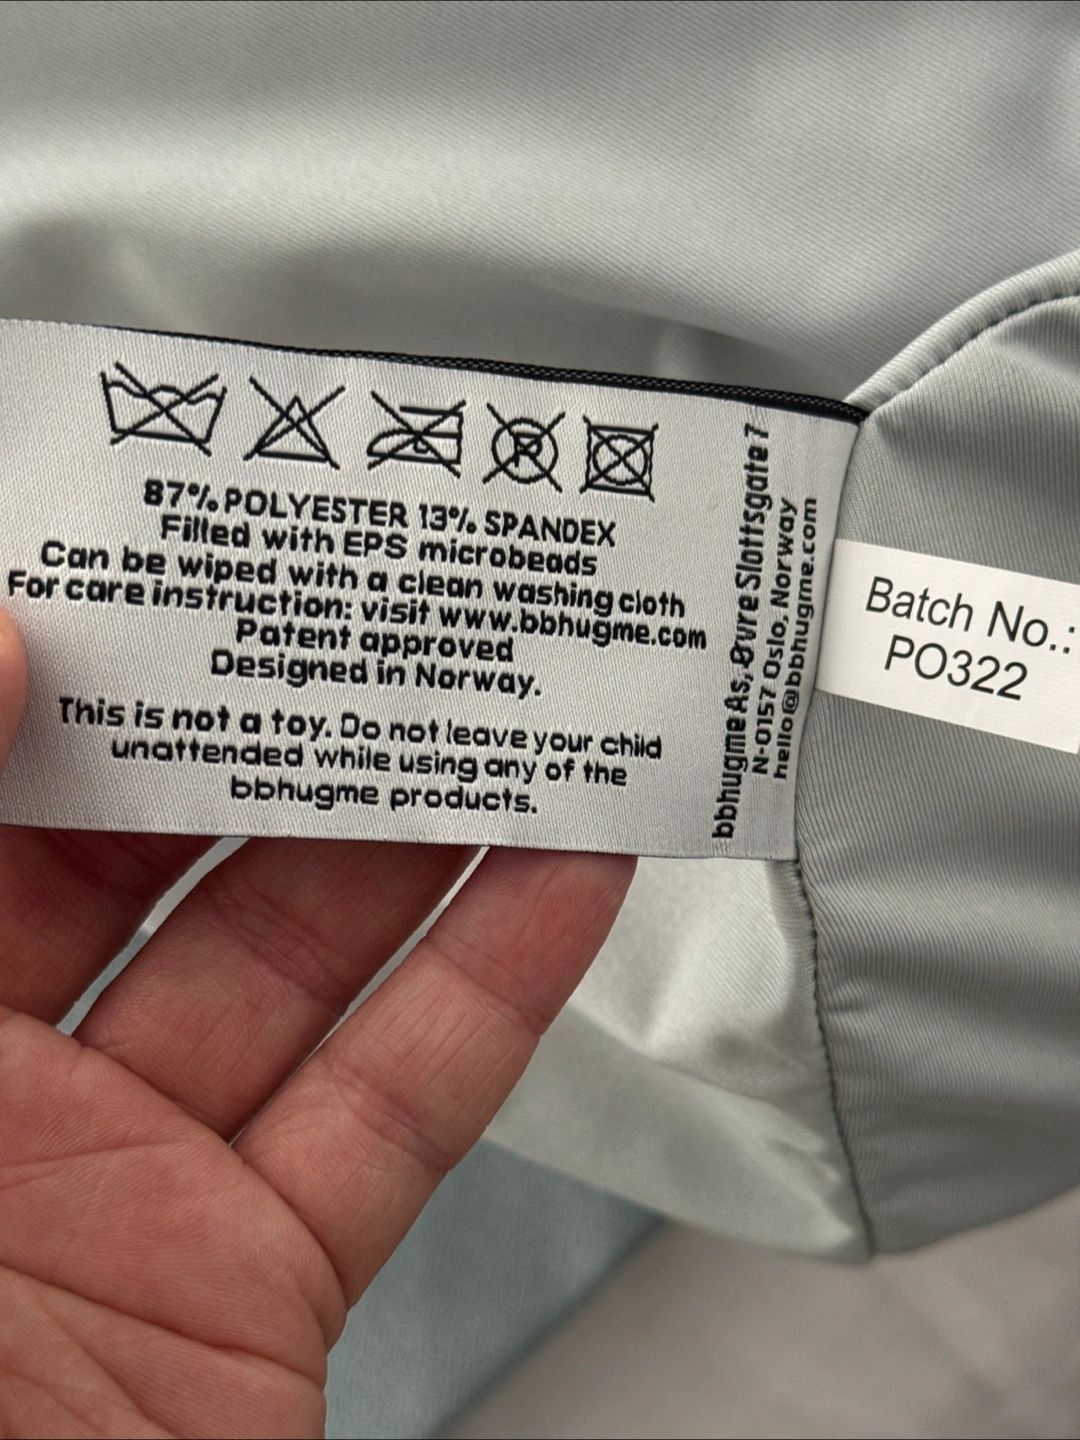 87% POLYESTER 13% SPANDEX
Filled with EPS microbeads
Can be wiped with a clean washing cloth
For care instruction: visit www.bbhugme.com
Patent approved
Designed in Norway.
This is not a toy. Do not leave your child
unattended while using any of the
bbhugme products.
bbhugme As, Øvre Slottsgate 7
N-0157 Oslo, Norway
hello@bbhugme.com
Batch No.:
PO322
P